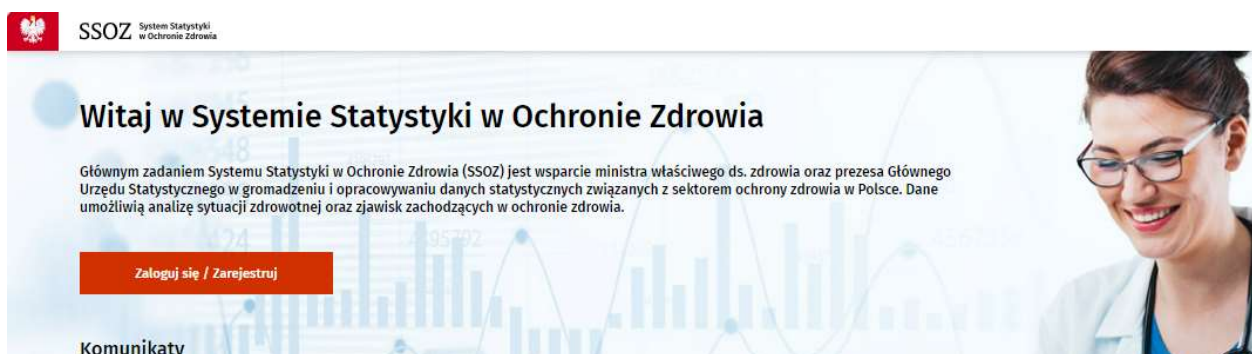 SSOZ System Statystyki
w Ochronie Zdrowia
Witaj w Systemie Statystyki w Ochronie Zdrowia
Głównym zadaniem Systemu Statystyki w Ochronie Zdrowia (SSOZ) jest wsparcie ministra właściwego ds. zdrowia oraz prezesa Głównego
Urzędu Statystycznego w gromadzeniu i opracowywaniu danych statystycznych związanych z sektorem ochrony zdrowia w Polsce. Dane
umożliwią analizę sytuacji zdrowotnej oraz zjawisk zachodzących w ochronie zdrowia.
Zaloguj się / Zarejestruj
Komunikaty